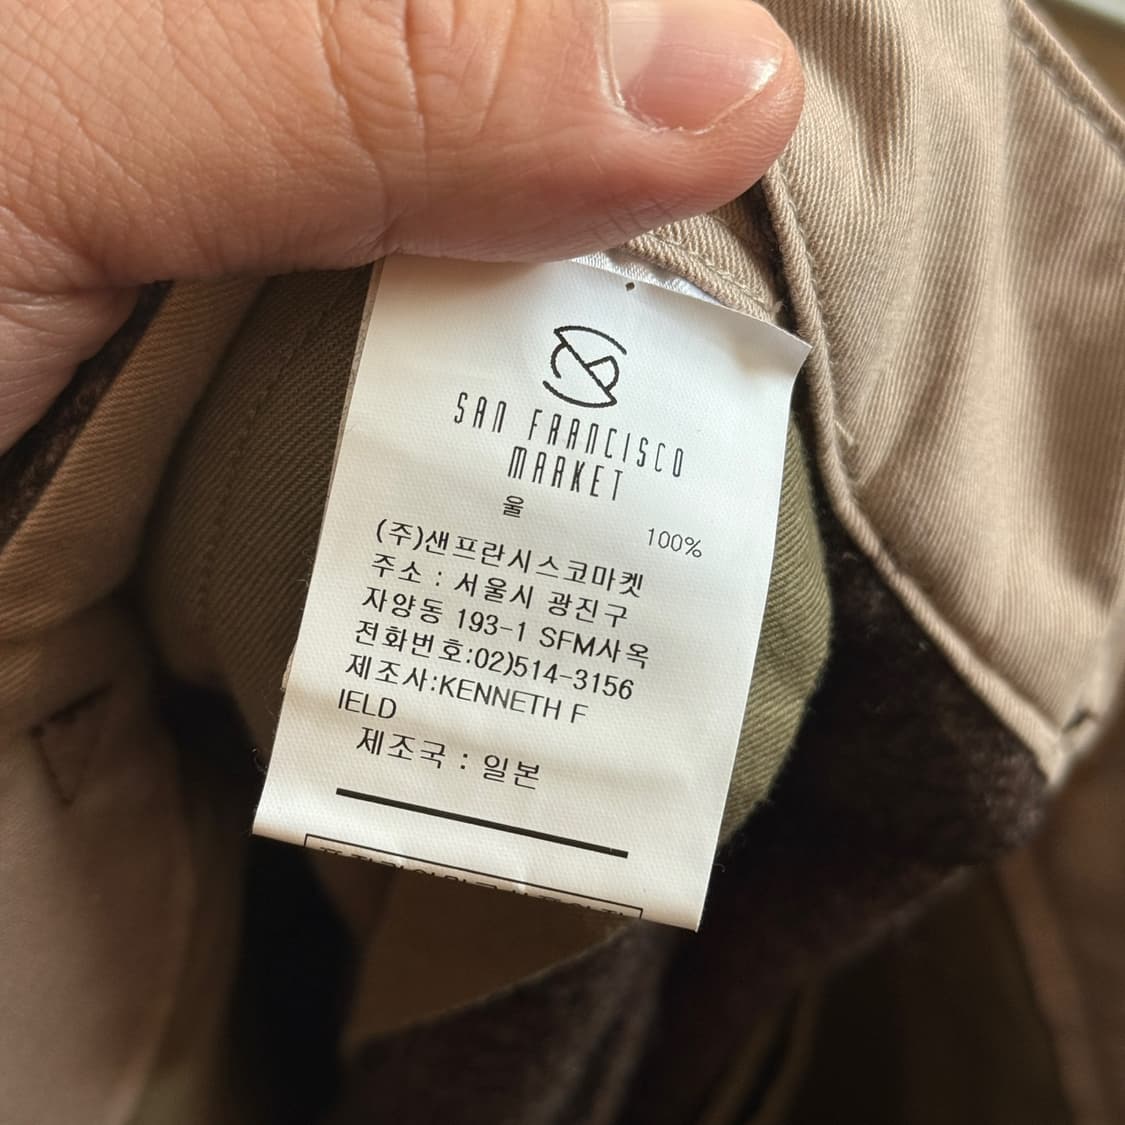 SAN FRANCISCO
MARKET
울 100%
(주)샌프란시스코마켓
주소 : 서울시 광진구
자양동 193-1 SFM사옥
전화번호:02)514-3156
제조사:KENNETH F
IELD
제조국 : 일본